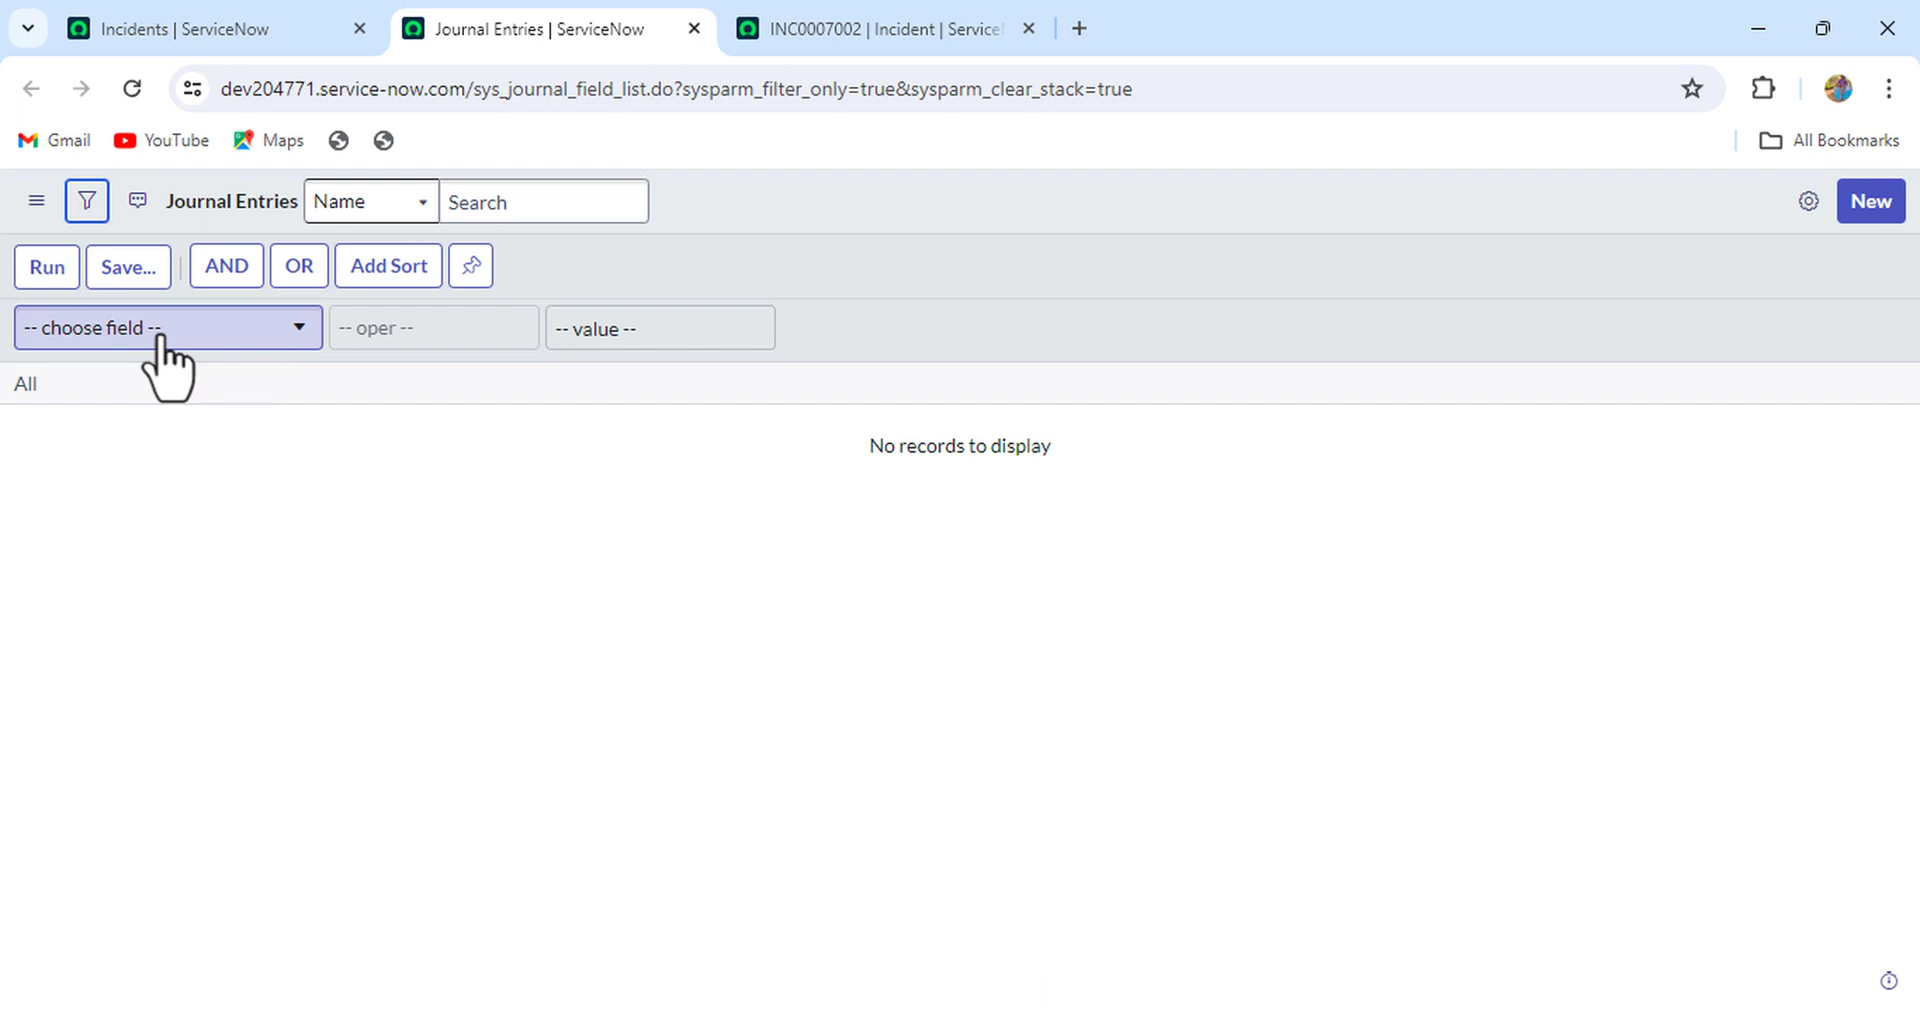 Incidents | ServiceNow
Journal Entries | ServiceNow
INC0007002 | Incident | Service
dev204771.service-now.com/sys_journal_field_list.do?sysparm_filter_only=true&sysparm_clear_stack=true
Gmail YouTube Maps All Bookmarks
Journal Entries Name Search New
Run Save... AND OR Add Sort
-- choose field -- -- oper -- -- value --
All
No records to display